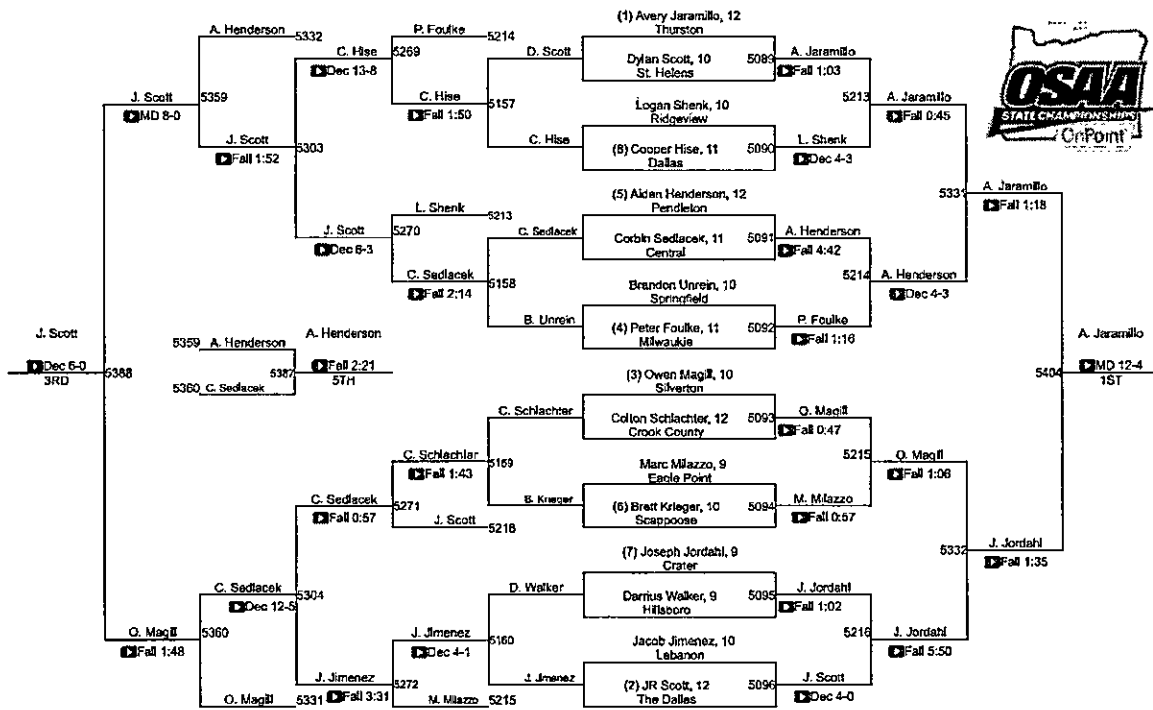 (1) Avery Jaramillo, 12
Thurston
A. Henderson
5332
P. Foulke
5214
C. Hise
5269
Dec 13-8
D. Scott
Dylan Scott, 10
St. Helens
5089
A. Jaramillo
Fall 1:03
OSAA
STATE CHAMPIONSHIPS
OnPoint
J. Scott
5359
MD 8-0
C. Hise
5157
Fall 1:50
Logan Shenk, 10
Ridgeview
5213
A. Jaramillo
Fall 0:45
J. Scott
5303
Fall 1:52
C. Hise
(8) Cooper Hise, 11
Dallas
5090
L. Shenk
Dec 4-3
(5) Aiden Henderson, 12
Pendleton
5331
A. Jaramillo
Fall 1:18
L. Shenk
5213
J. Scott
5270
Dec 6-3
C. Sedlacek
Corbin Sedlacek, 11
Central
5091
A. Henderson
Fall 4:42
C. Sedlacek
5158
Fall 2:14
Brandon Unrein, 10
Springfield
5214
A. Henderson
Dec 4-3
B. Unrein
(4) Peter Foulke, 11
Milwaukie
5092
P. Foulke
Fall 1:16
J. Scott
Dec 6-0
3RD
5388
5359
A. Henderson
5360
C. Sedlacek
5387
A. Henderson
Fall 2:21
5TH
(3) Owen Magill, 10
Silverton
5404
A. Jaramillo
MD 12-4
1ST
C. Schlachter
Colton Schlachter, 12
Crook County
5093
O. Magill
Fall 0:47
C. Schlachter
5159
Fall 1:43
Marc Milazzo, 9
Eagle Point
5215
O. Magill
Fall 1:06
C. Sedlacek
5271
Fall 0:57
J. Scott
5216
B. Krieger
(6) Brett Krieger, 10
Scappoose
5094
M. Milazzo
Fall 0:57
(7) Joseph Jordahl, 9
Crater
5332
J. Jordahl
Fall 1:35
C. Sedlacek
5304
Dec 12-5
D. Walker
Darrius Walker, 9
Hillsboro
5095
J. Jordahl
Fall 1:02
O. Magill
5360
Fall 1:48
J. Jimenez
5160
Dec 4-1
Jacob Jimenez, 10
Lebanon
5216
J. Jordahl
Fall 5:50
O. Magill
5331
J. Jimenez
5272
Fall 3:31
M. Milazzo
5215
J. Jimenez
(2) JR Scott, 12
The Dalles
5096
J. Scott
Dec 4-0